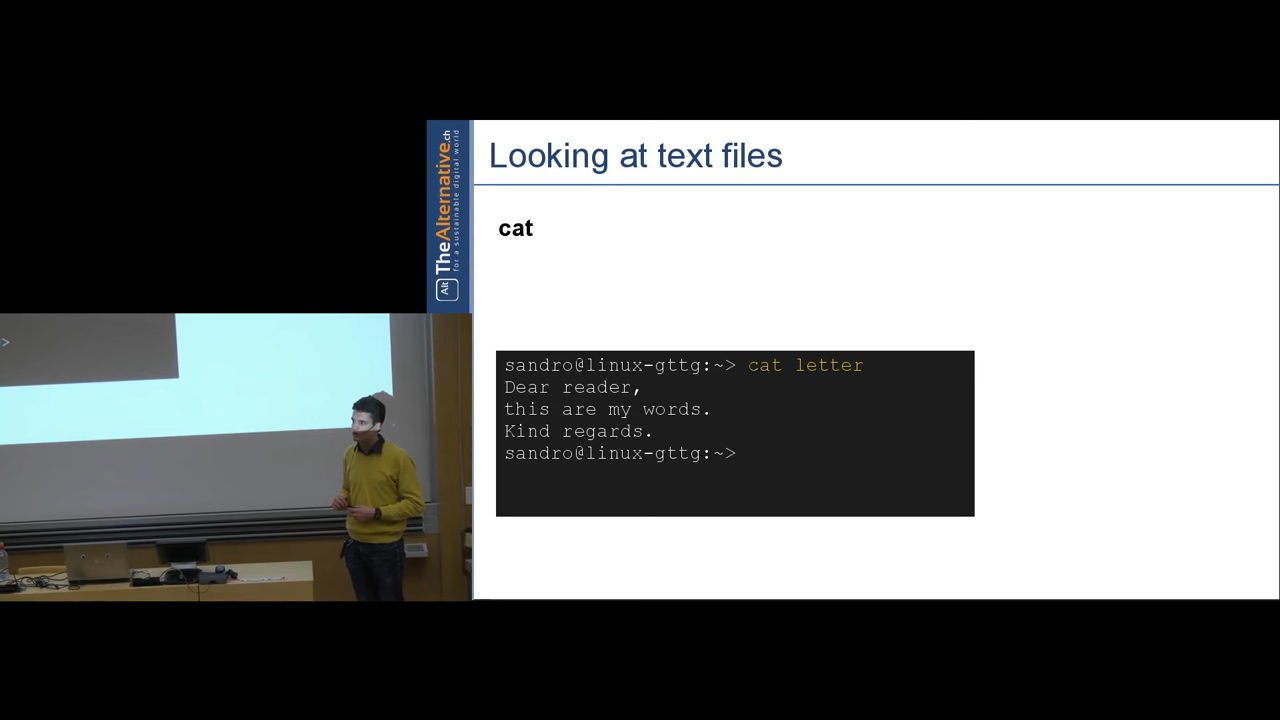 Looking at text files
cat
sandro@linux-gttg:~> cat letter
Dear reader,
this are my words.
Kind regards.
sandro@linux-gttg:~>
Alt TheAlternative.ch
for a sustainable digital world
>